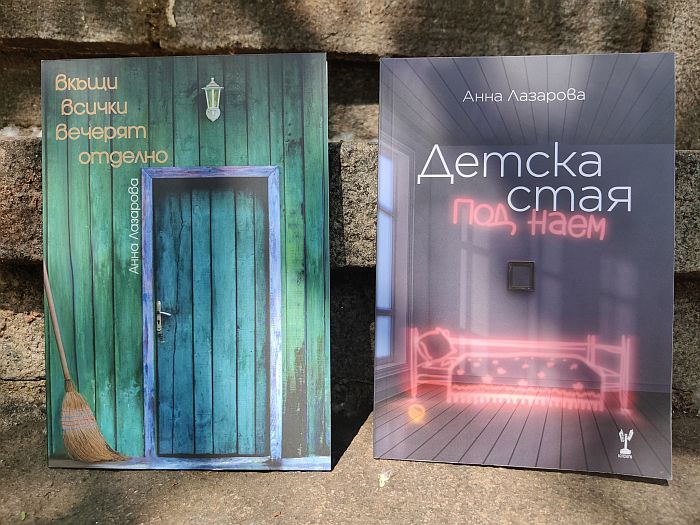 вкъщи
всички
вечерят
отделно
Анна Лазарова
Анна Лазарова
Детска
стая
под наем